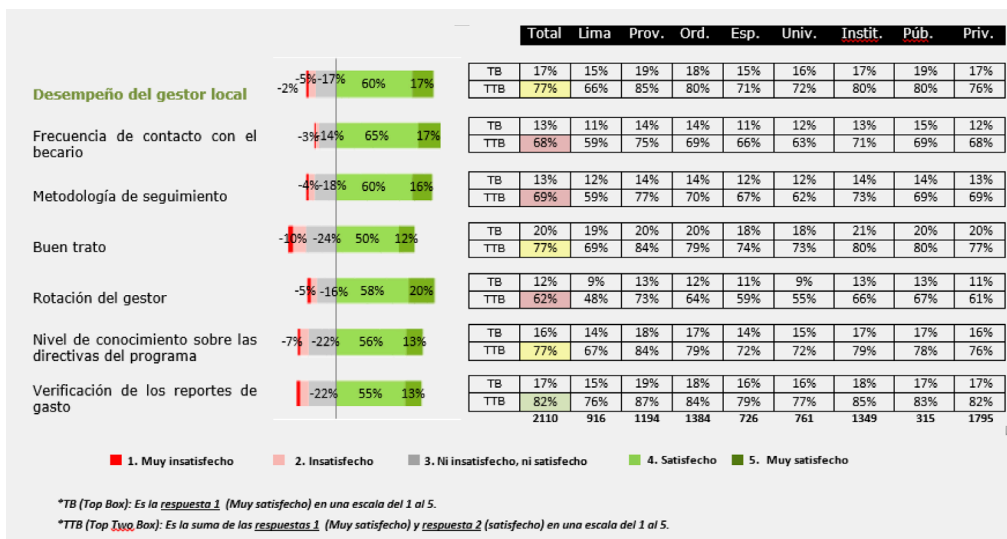 Total Lima Prov. Ord. Esp. Univ. Instit. Púb. Priv.
Desempeño del gestor local
-2% -5% -17% 60% 17%
TB 17% 15% 19% 18% 15% 16% 17% 19% 17%
TTB 77% 66% 85% 80% 71% 72% 80% 80% 76%
Frecuencia de contacto con el
becario
-3% -14% 65% 17%
TB 13% 11% 14% 14% 11% 12% 13% 15% 12%
TTB 68% 59% 75% 69% 66% 63% 71% 69% 68%
Metodología de seguimiento
-4% -18% 60% 16%
TB 13% 12% 14% 14% 12% 12% 14% 14% 13%
TTB 69% 59% 77% 70% 67% 62% 73% 69% 69%
Buen trato
-10% -24% 50% 12%
TB 20% 19% 20% 20% 18% 18% 21% 20% 20%
TTB 77% 69% 84% 79% 74% 73% 80% 80% 77%
Rotación del gestor
-5% -16% 58% 20%
TB 12% 9% 13% 12% 11% 9% 13% 13% 11%
TTB 62% 48% 73% 64% 59% 55% 66% 67% 61%
Nivel de conocimiento sobre las
directivas del programa
-7% -22% 56% 13%
TB 16% 14% 18% 17% 14% 15% 17% 17% 16%
TTB 77% 67% 84% 79% 72% 72% 79% 78% 76%
Verificación de los reportes de
gasto
-22% 55% 13%
TB 17% 15% 19% 18% 16% 16% 18% 17% 17%
TTB 82% 76% 87% 84% 79% 77% 85% 83% 82%
2110 916 1194 1384 726 761 1349 315 1795
1. Muy insatisfecho 2. Insatisfecho 3. Ni insatisfecho, ni satisfecho 4. Satisfecho 5. Muy satisfecho
*TB (Top Box): Es la respuesta 1 (Muy satisfecho) en una escala del 1 al 5.
*TTB (Top Two Box): Es la suma de las respuestas 1 (Muy satisfecho) y respuesta 2 (satisfecho) en una escala del 1 al 5.